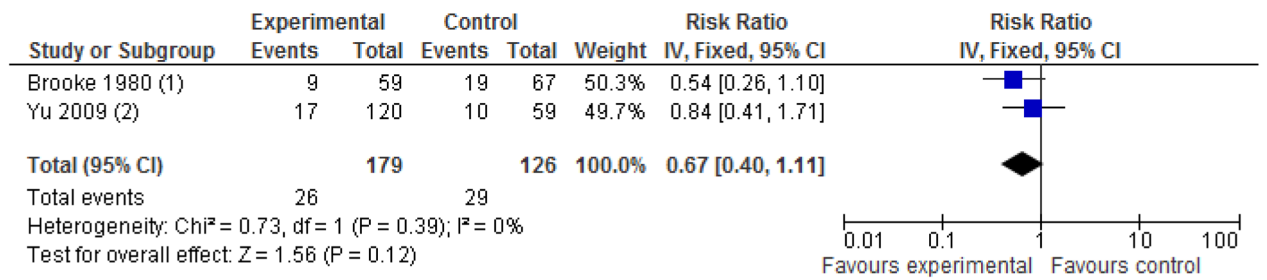 Experimental Control Risk Ratio Risk Ratio
Study or Subgroup Events Total Events Total Weight IV, Fixed, 95% CI IV, Fixed, 95% CI
Brooke 1980 (1) 9 59 19 67 50.3% 0.54 [0.26, 1.10]
Yu 2009 (2) 17 120 10 59 49.7% 0.84 [0.41, 1.71]
Total (95% CI) 179 126 100.0% 0.67 [0.40, 1.11]
Total events 26 29
Heterogeneity: Chi² = 0.73, df = 1 (P = 0.39); I² = 0%
Test for overall effect: Z = 1.56 (P = 0.12)
0.01 0.1 1 10 100
Favours experimental Favours control